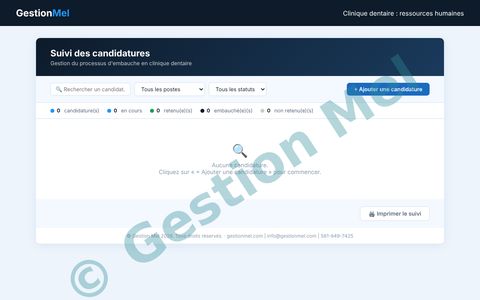 GestionMel
Clinique dentaire : ressources humaines
Suivi des candidatures
Gestion du processus d'embauche en clinique dentaire
Rechercher un candidat.
Tous les postes
Tous les statuts
+ Ajouter une candidature
0 candidature(s)
0 en cours
0 retenu(e)(s)
0 embauché(e)(s)
0 non retenu(e)(s)
Aucune candidature.
Cliquez sur « + Ajouter une candidature » pour commencer.
Imprimer le suivi
© Gestion Mel 2026. Tous droits réservés. · gestionmel.com | info@gestionmel.com | 581-849-7425
© Gestion Mel